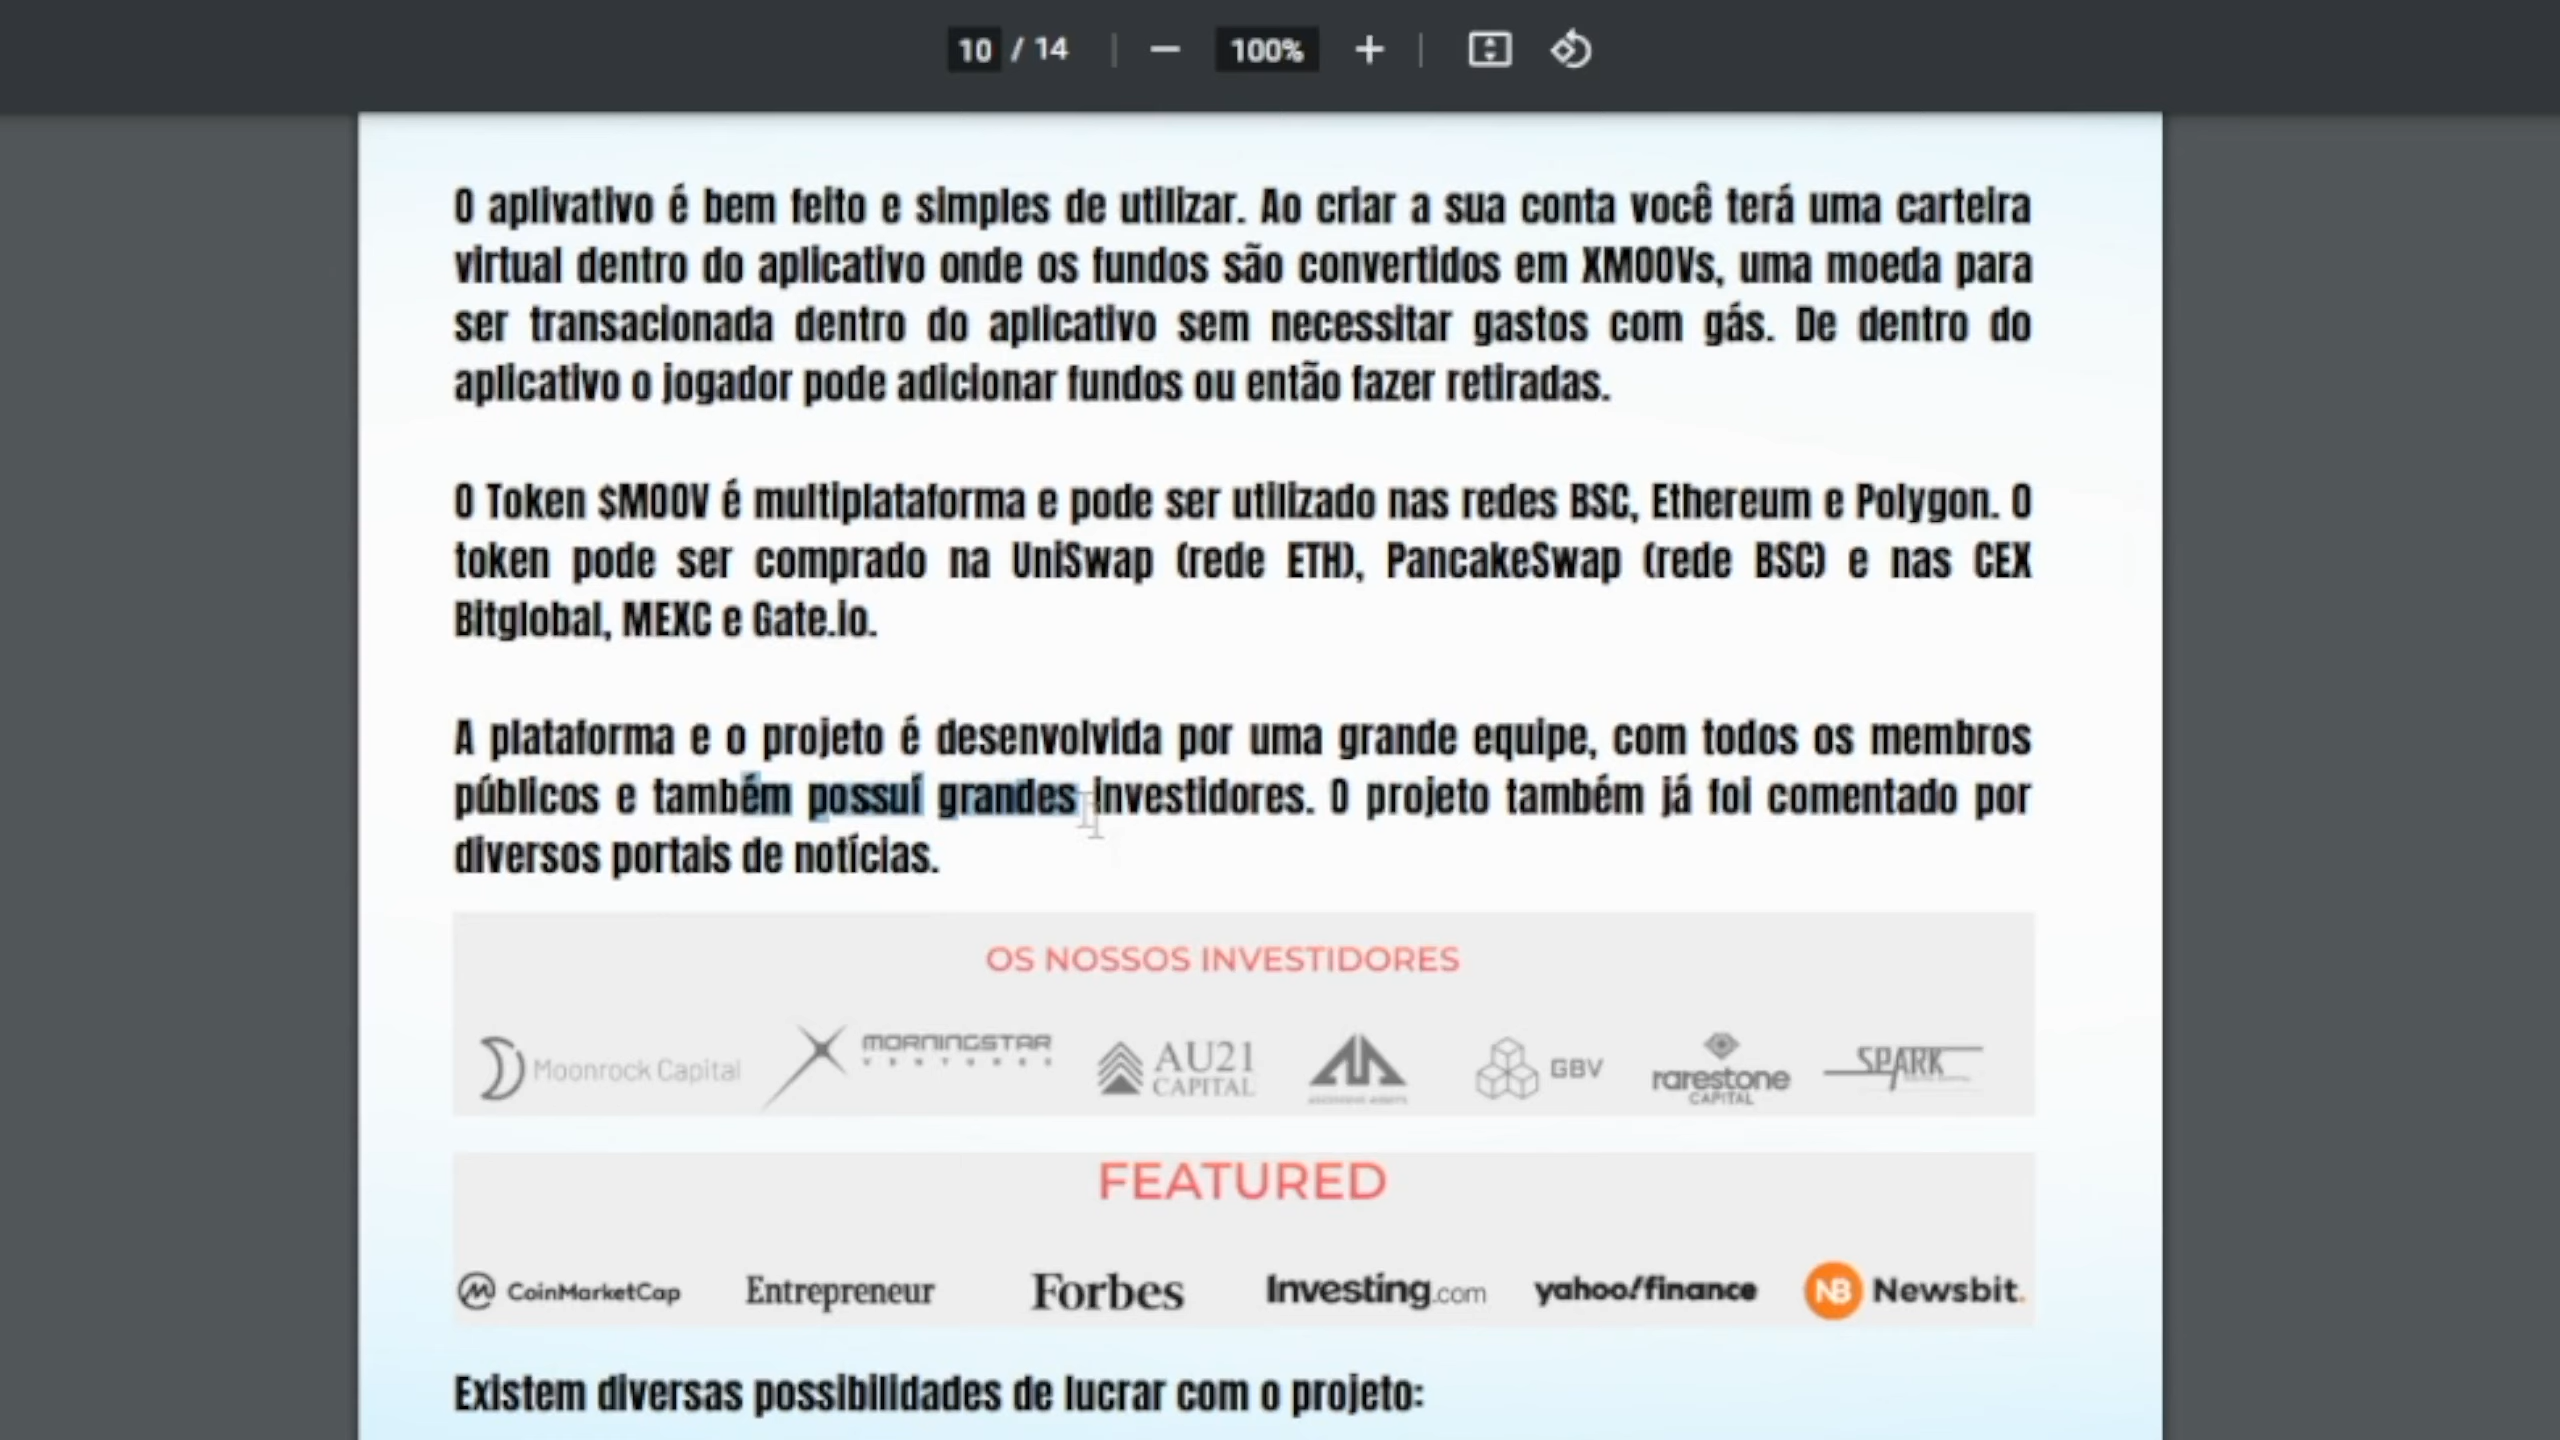 10 / 14
100%
O aplivativo é bem feito e simples de utilizar. Ao criar a sua conta você terá uma carteira
virtual dentro do aplicativo onde os fundos são convertidos em XMOOVs, uma moeda para
ser transacionada dentro do aplicativo sem necessitar gastos com gás. De dentro do
aplicativo o jogador pode adicionar fundos ou então fazer retiradas.
O Token $MOOV é multiplataforma e pode ser utilizado nas redes BSC, Ethereum e Polygon. O
token pode ser comprado na UniSwap (rede ETH), PancakeSwap (rede BSC) e nas CEX
Bitglobal, MEXC e Gate.io.
A plataforma e o projeto é desenvolvida por uma grande equipe, com todos os membros
públicos e também possuí grandes investidores. O projeto também já foi comentado por
diversos portais de notícias.
OS NOSSOS INVESTIDORES
Moonrock Capital
MORNINGSTAR
VENTURES
AU21
CAPITAL
GBV
rarestone
CAPITAL
SPARK
FEATURED
CoinMarketCap Entrepreneur Forbes Investing.com yahoo!finance NB Newsbit.
Existem diversas possibilidades de lucrar com o projeto: